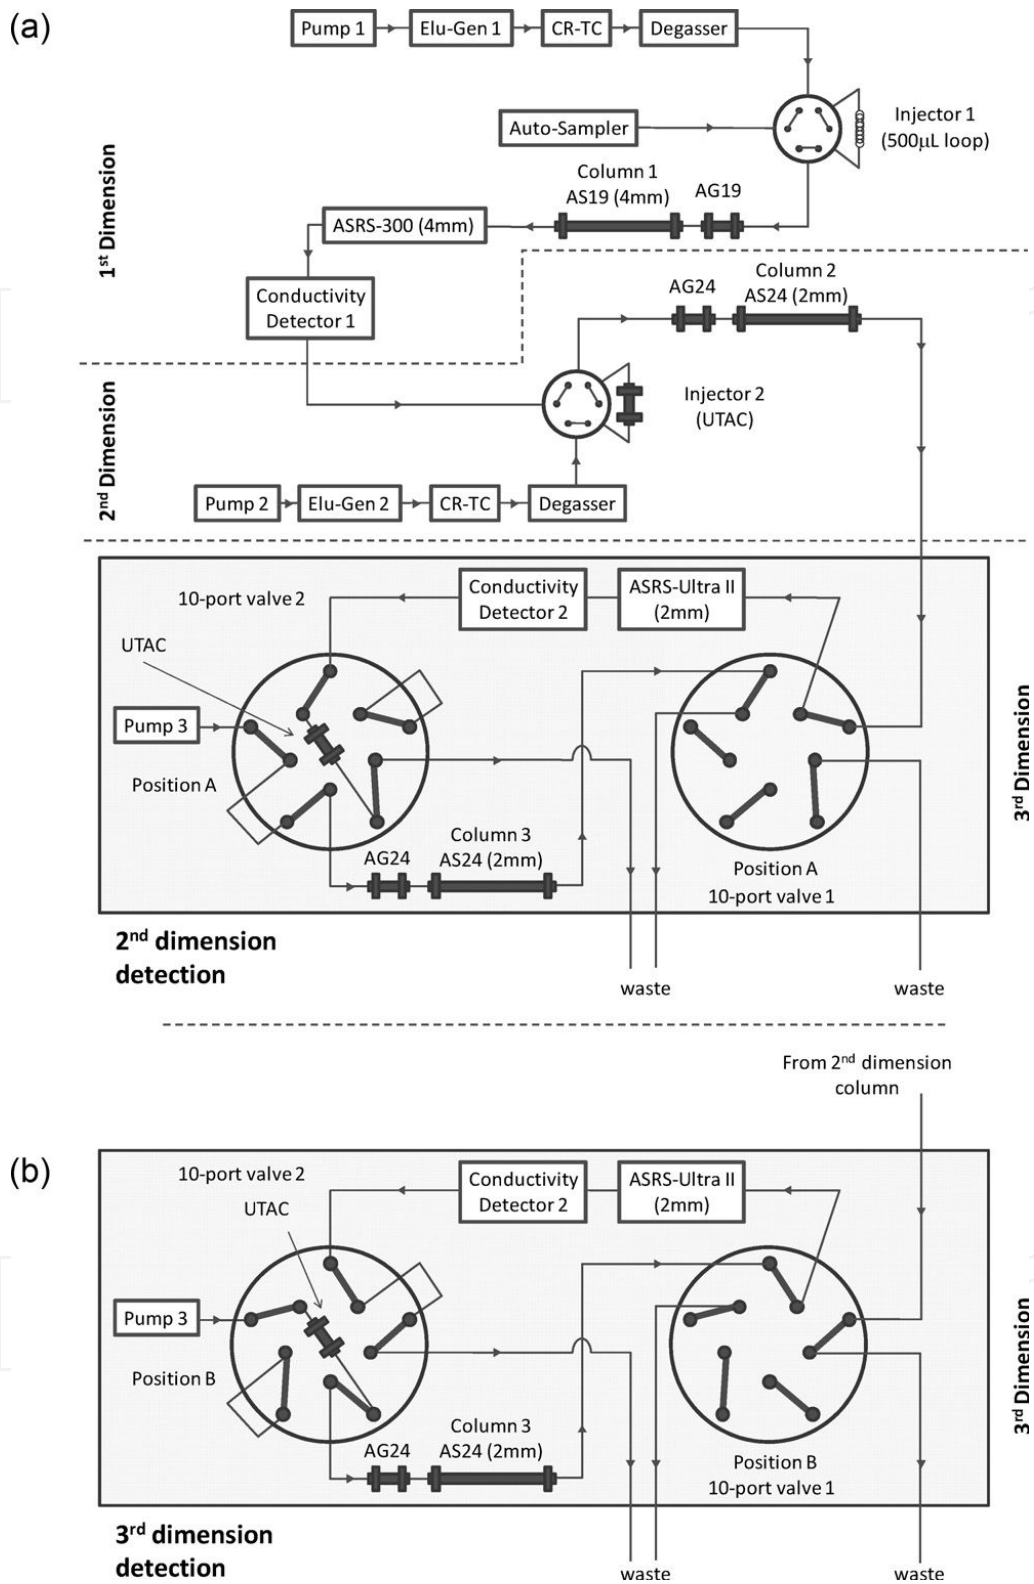 (a)
Pump 1
Elu-Gen 1
CR-TC
Degasser
Auto-Sampler
Injector 1
(500µL loop)
1st Dimension
Column 1
AS19 (4mm)
AG19
ASRS-300 (4mm)
Conductivity
Detector 1
AG24
Column 2
AS24 (2mm)
2nd Dimension
Injector 2
(UTAC)
Pump 2
Elu-Gen 2
CR-TC
Degasser
10-port valve 2
Conductivity
Detector 2
ASRS-Ultra II
(2mm)
UTAC
Pump 3
Position A
3rd Dimension
AG24
Column 3
AS24 (2mm)
Position A
10-port valve 1
2nd dimension
detection
waste
waste
From 2nd dimension
column
(b)
10-port valve 2
Conductivity
Detector 2
ASRS-Ultra II
(2mm)
UTAC
Pump 3
Position B
3rd Dimension
AG24
Column 3
AS24 (2mm)
Position B
10-port valve 1
3rd dimension
detection
waste
waste